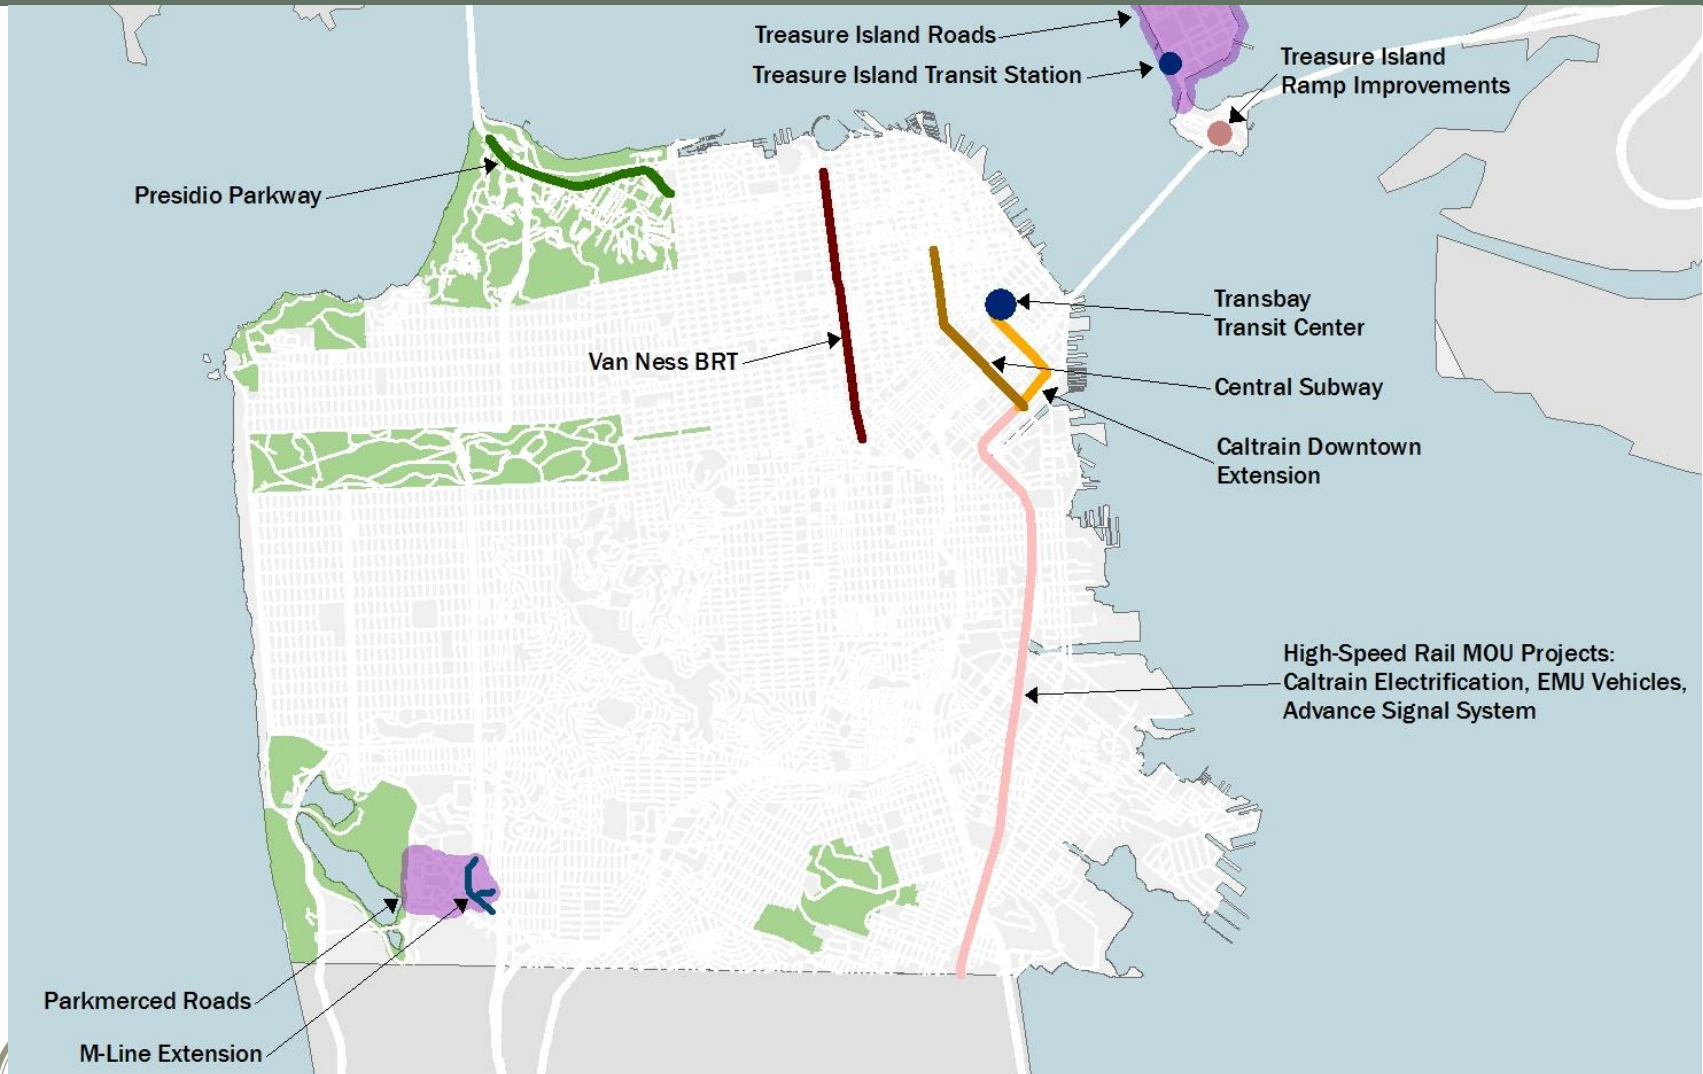 Treasure Island Roads
Treasure Island Transit Station
Treasure Island
Ramp Improvements
Presidio Parkway
Transbay
Transit Center
Van Ness BRT
Central Subway
Caltrain Downtown
Extension
High-Speed Rail MOU Projects:
Caltrain Electrification, EMU Vehicles,
Advance Signal System
Parkmerced Roads
M-Line Extension